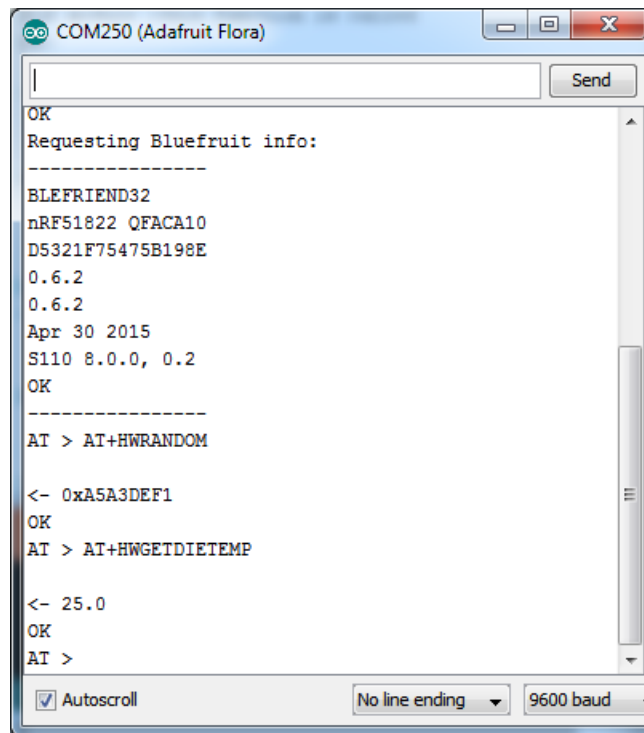 COM250 (Adafruit Flora)
Send
OK
Requesting Bluefruit info:
----------------
BLEFRIEND32
nRF51822 QFACA10
D5321F75475B198E
0.6.2
0.6.2
Apr 30 2015
S110 8.0.0, 0.2
OK
----------------
AT > AT+HWRANDOM
<- 0xA5A3DEF1
OK
AT > AT+HWGETDIETEMP
<- 25.0
OK
AT >
Autoscroll
No line ending
9600 baud